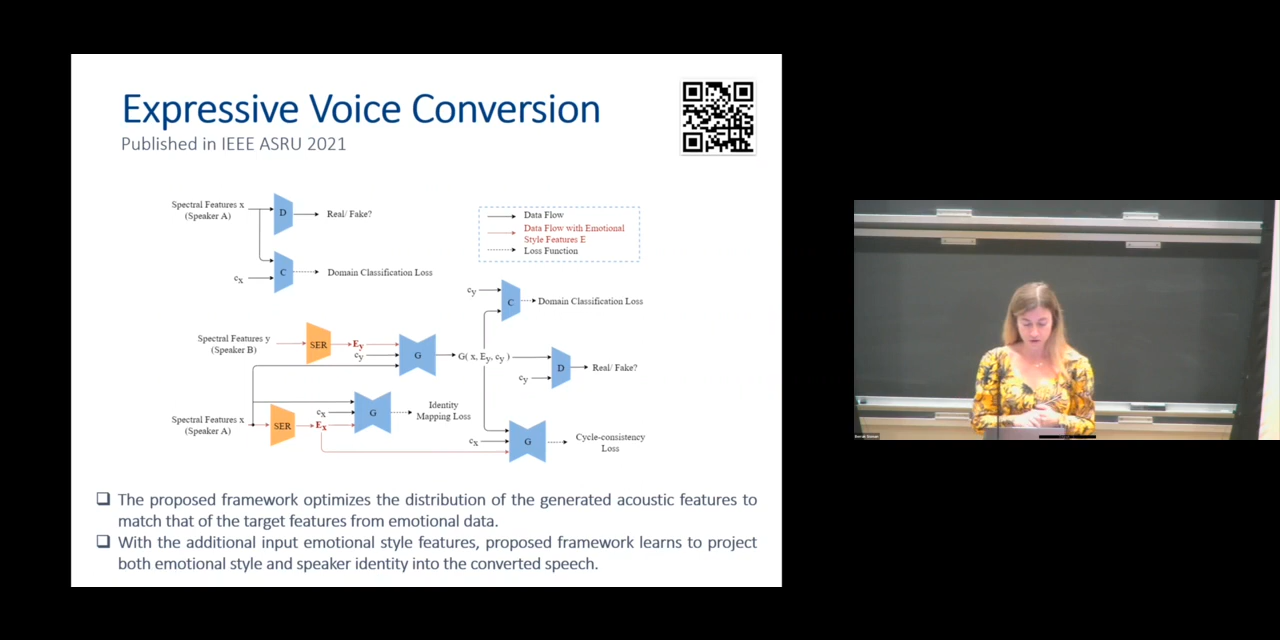 Expressive Voice Conversion
Published in IEEE ASRU 2021
Spectral Features x
(Speaker A)
D
Real/ Fake?
cx
C
Domain Classification Loss
Data Flow
Data Flow with Emotional
Style Features E
Loss Function
cy
C
Domain Classification Loss
Spectral Features y
(Speaker B)
SER
Ey
cy
G
G( x, Ey, cy )
cy
D
Real/ Fake?
Spectral Features x
(Speaker A)
SER
cx
Ex
G
Identity
Mapping Loss
cx
G
Cycle-consistency
Loss
❑ The proposed framework optimizes the distribution of the generated acoustic features to
match that of the target features from emotional data.
❑ With the additional input emotional style features, proposed framework learns to project
both emotional style and speaker identity into the converted speech.